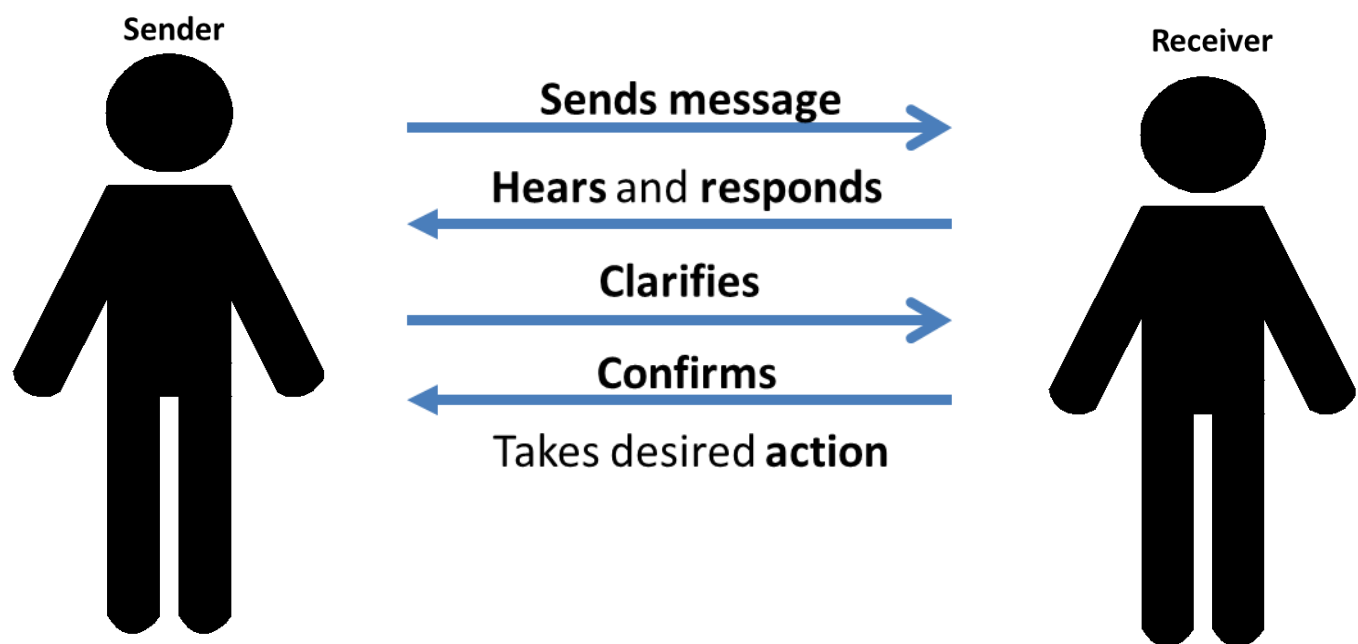 Sender
Receiver
Sends message
Hears and responds
Clarifies
Confirms
Takes desired action